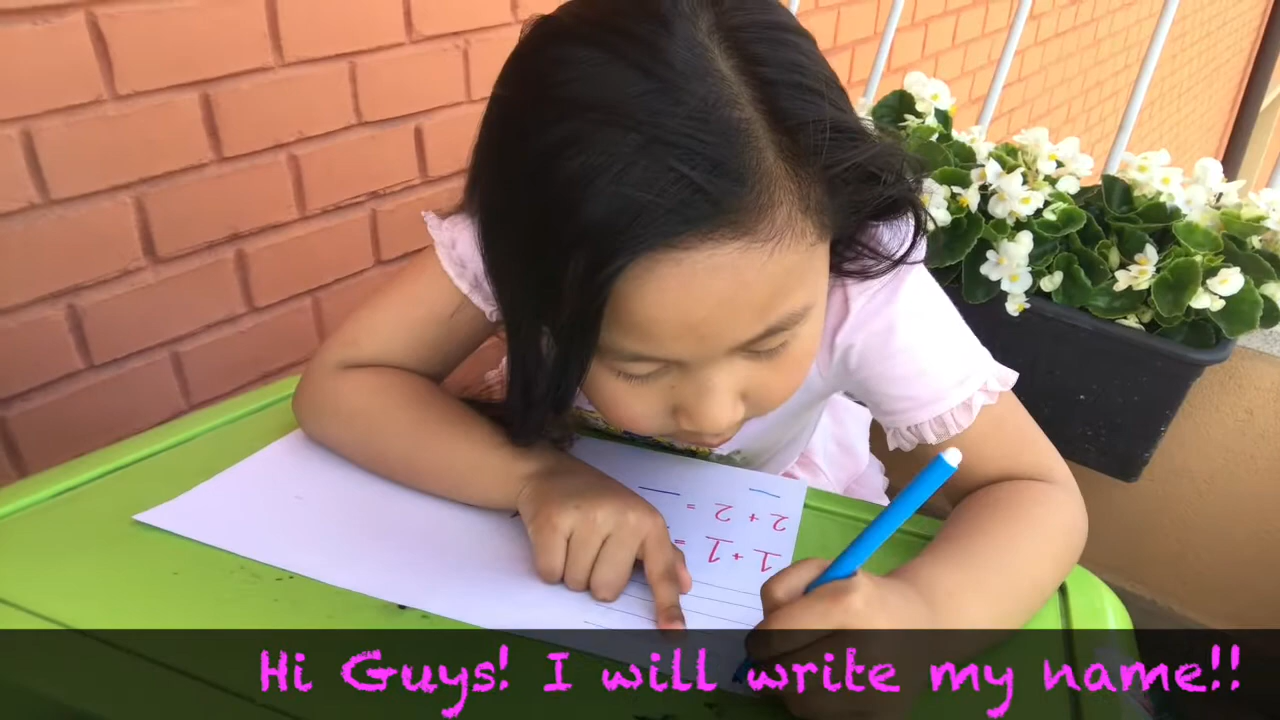 1 + 1 =
2 + 2 =
Hi Guys! I will write my name!!